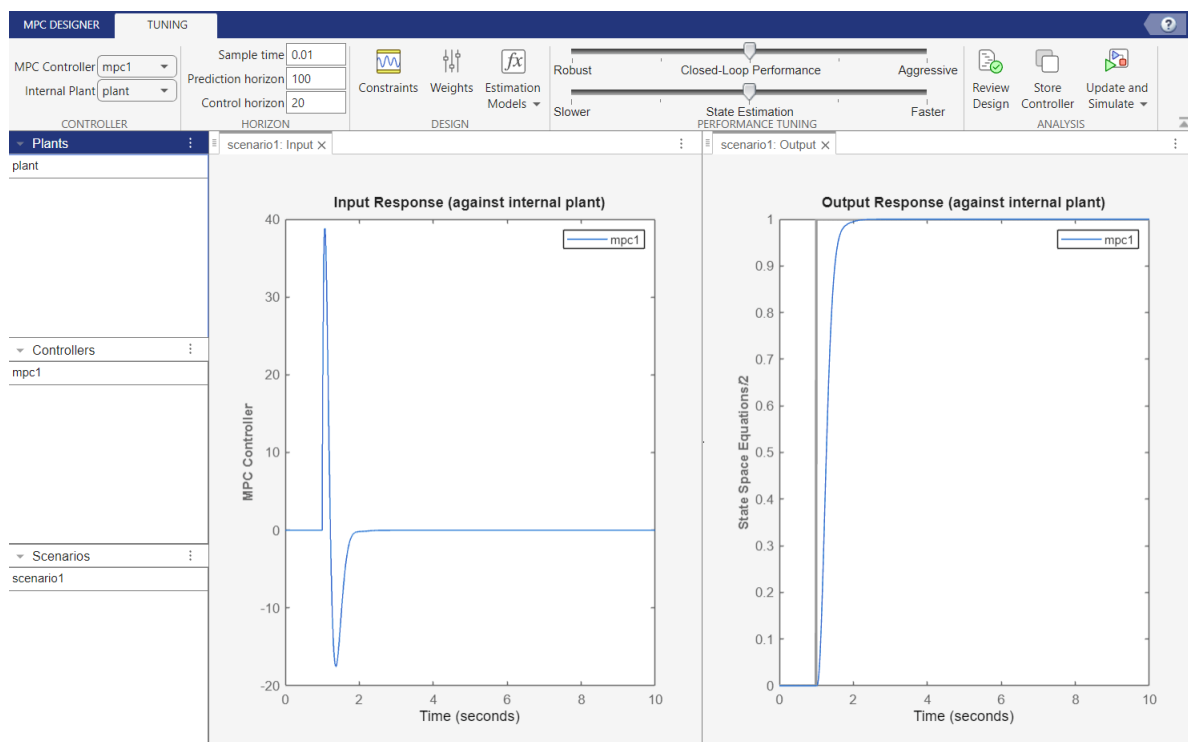 MPC DESIGNER
TUNING
?
MPC Controller mpc1
Internal Plant plant
CONTROLLER
Sample time 0.01
Prediction horizon 100
Control horizon 20
HORIZON
Constraints
Weights
fx
Estimation
Models
DESIGN
Robust
Closed-Loop Performance
Aggressive
Slower
State Estimation
Faster
PERFORMANCE TUNING
Review
Design
Store
Controller
Update and
Simulate
ANALYSIS
Plants
plant
Controllers
mpc1
Scenarios
scenario1
scenario1: Input
Input Response (against internal plant)
mpc1
40
30
20
10
0
-10
-20
MPC Controller
0 2 4 6 8 10
Time (seconds)
scenario1: Output
Output Response (against internal plant)
mpc1
1
0.9
0.8
0.7
0.6
0.5
0.4
0.3
0.2
0.1
0
State Space Equations/2
0 2 4 6 8 10
Time (seconds)